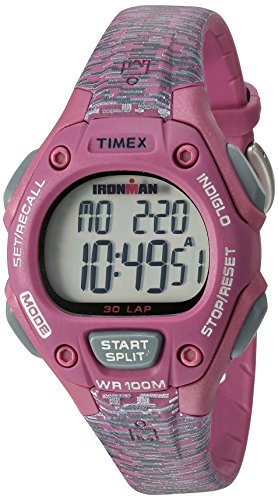 TIMEX
IRONMAN
SET/RECALL
INDIGLO
MO 2-20
A
10:49 51
MODE
STOP/RESET
30 LAP
START
SPLIT
WR 100M